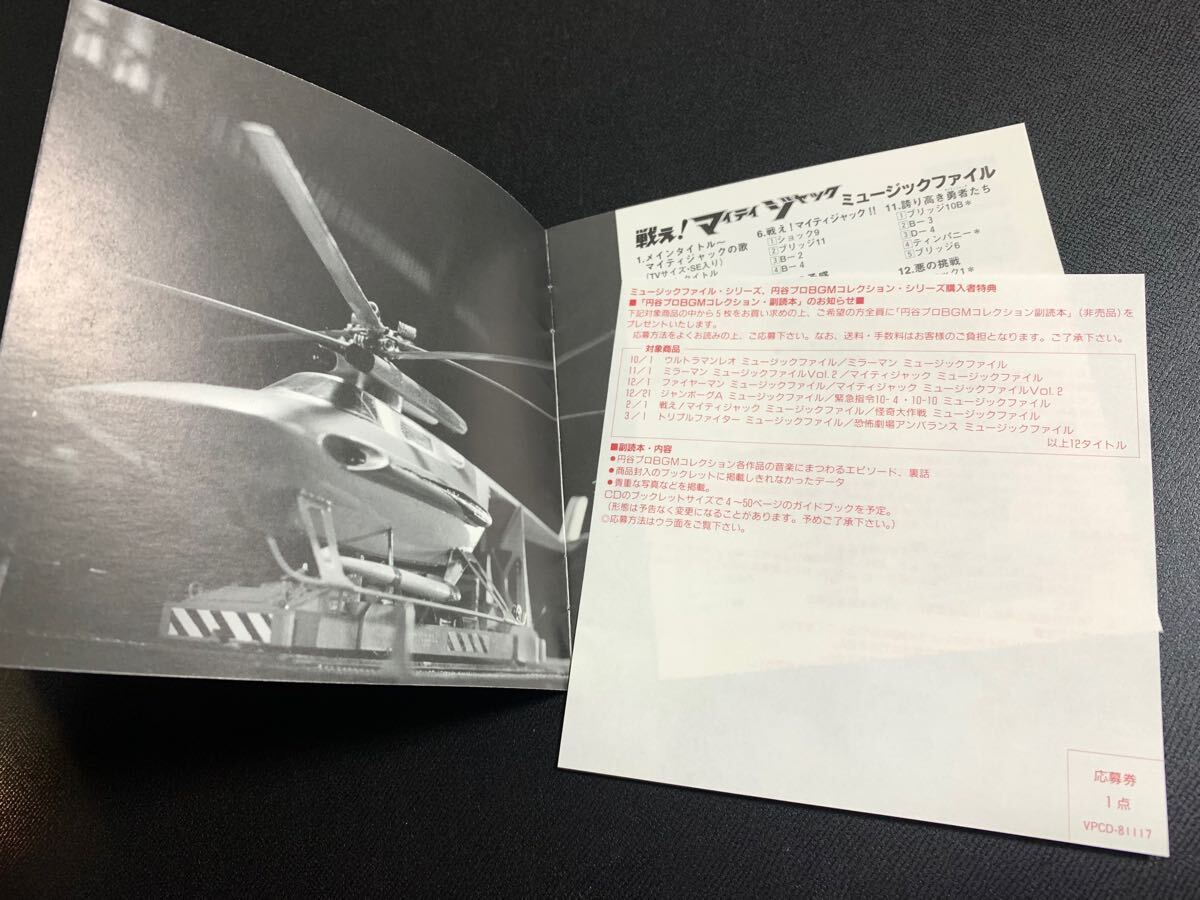 戦え!マイティジャック ミュージックファイル
1.メインタイトル~
マイティジャックの歌
(TVサイズ・SE入り)
イトル
6.戦え!マイティジャック!!
1ショック9
2ブリッジ11
3B-2
4B-4
11.誇り高き勇者たち
1ブリッジ10B*
2B-3
3D-4
4ティンパニー*
5ブリッジ6
12.悪の挑戦
ック1*
ミュージックファイル・シリーズ、円谷プロBGMコレクション・シリーズ購入者特典
■「円谷プロBGMコレクション・副読本」のお知らせ■
下記対象商品の中から5枚をお買い求めの上、ご希望の方全員に「円谷プロBGMコレクション副読本」(非売品)を
プレゼントいたします。
応募方法をよくお読みの上、ご応募下さい。なお、送料・手数料はお客様のご負担となります。ご了承下さい。
対象商品
10/1 ウルトラマンレオ ミュージックファイル/ミラーマン ミュージックファイル
11/1 ミラーマン ミュージックファイルVol.2/マイティジャック ミュージックファイル
12/1 ファイヤーマン ミュージックファイル/マイティジャック ミュージックファイルVol.2
12/21 ジャンボーグA ミュージックファイル/緊急指令10-4・10-10 ミュージックファイル
2/1 戦え!マイティジャック ミュージックファイル/怪奇大作戦 ミュージックファイル
3/1 トリプルファイター ミュージックファイル/恐怖劇場アンバランス ミュージックファイル
以上12タイトル
■副読本・内容
●円谷プロBGMコレクション各作品の音楽にまつわるエピソード、裏話
●商品封入のブックレットに掲載しきれなかったデータ
●貴重な写真などを掲載。
CDのブックレットサイズで4~50ページのガイドブックを予定。
(形態は予告なく変更になることがあります。予めご了承下さい。)
◎応募方法はウラ面をご覧下さい。
応募券
1点
VPCD-81117